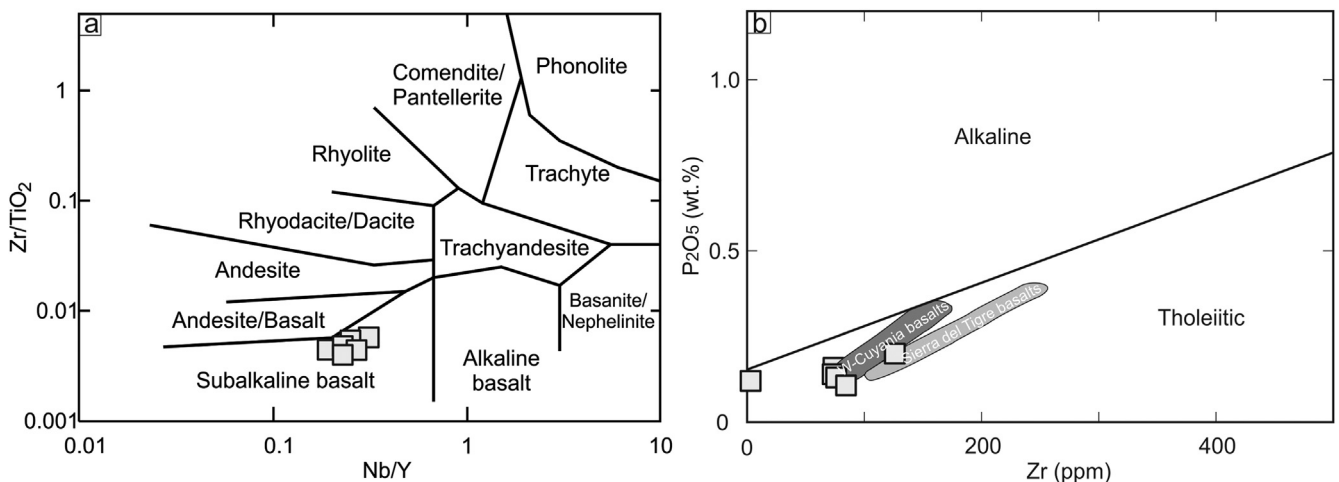 a
Phonolite
Comendite/
Pantellerite
1
Rhyolite
Trachyte
0.1
Zr/TiO2
Rhyodacite/Dacite
Trachyandesite
Andesite
0.01
Andesite/Basalt
Basanite/
Nephelinite
Subalkaline basalt
Alkaline
basalt
0.001
0.01
0.1
1
10
Nb/Y
b
1.0
Alkaline
P2O5 (wt.%)
0.5
W-Cuyania basalts
Sierra del Tigre basalts
Tholeiitic
0
0
200
400
Zr (ppm)